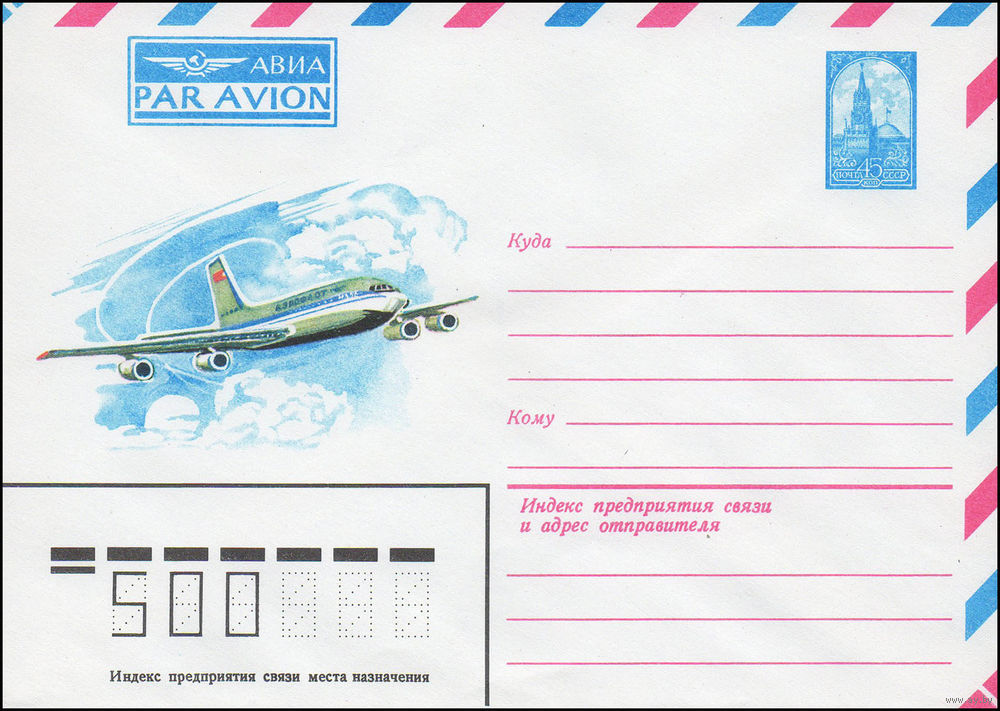 АВИА
PAR AVION
ПОЧТА 45 СССР
КОП
АЭРОФЛОТ
Куда
Кому
Индекс предприятия связи
и адрес отправителя
500
Индекс предприятия связи места назначения